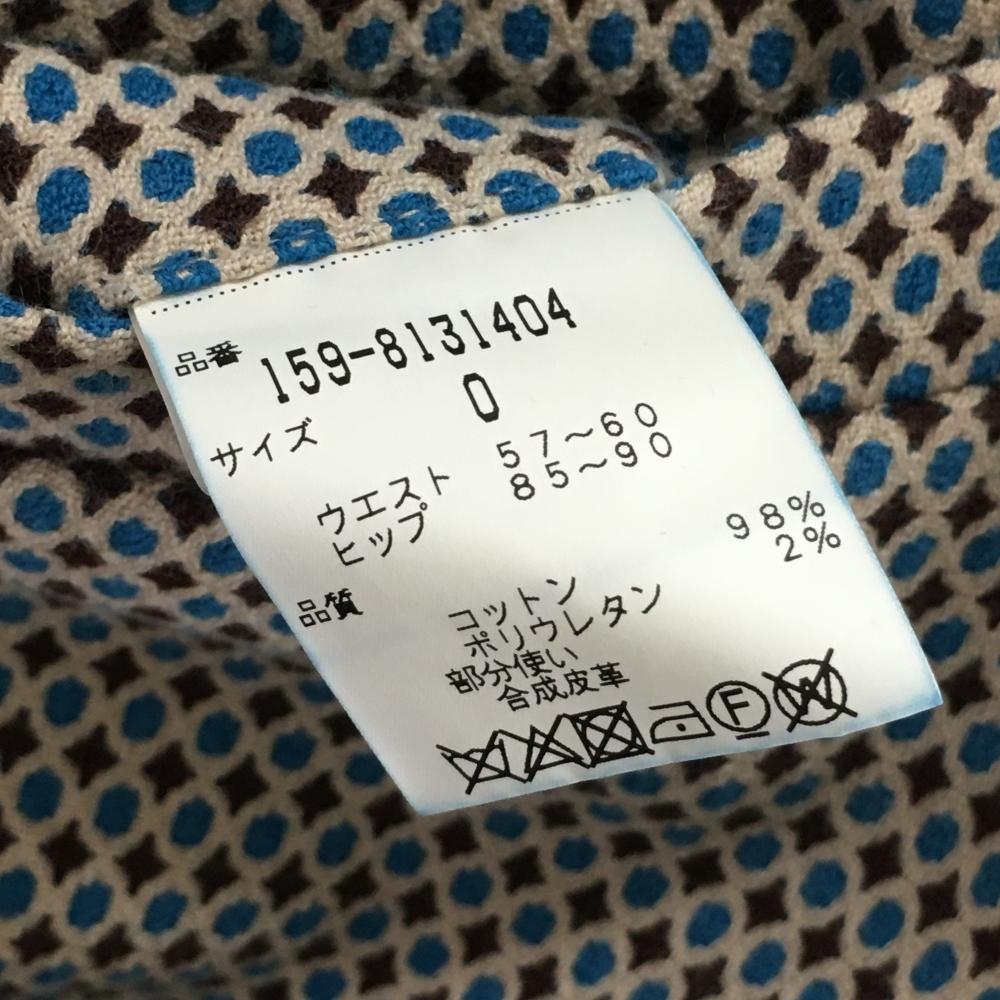 品番 159-8131404
サイズ 0
ウエスト 57～60
ヒップ 85～90
品質
コットン 98%
ポリウレタン 2%
部分使い
合成皮革
F W